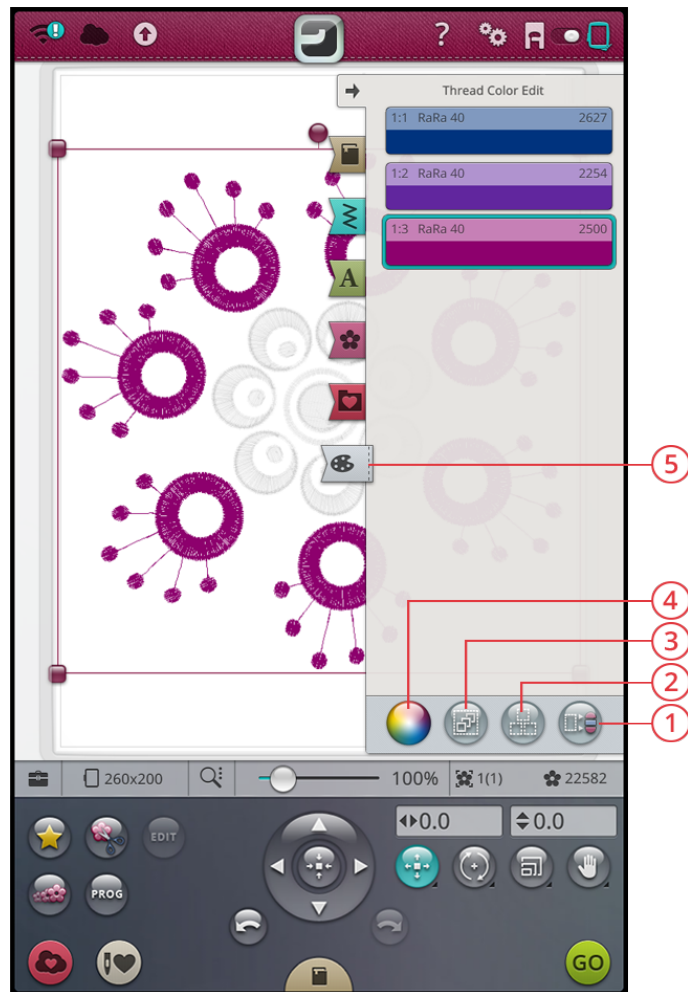 ?
Thread Color Edit
1:1 RaRa 40 2627
1:2 RaRa 40 2254
1:3 RaRa 40 2500
A
5
4
3
2
1
260x200
100%
1(1)
22582
EDIT
0.0
0.0
PROG
GO